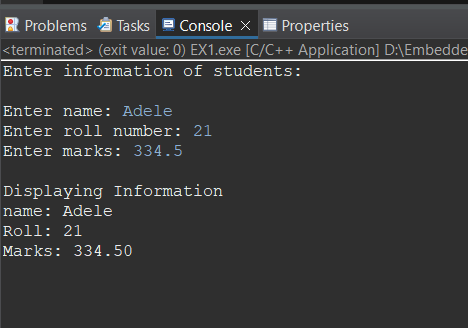 Problems Tasks Console Properties
<terminated> (exit value: 0) EX1.exe [C/C++ Application] D:\Embedde
Enter information of students:
Enter name: Adele
Enter roll number: 21
Enter marks: 334.5
Displaying Information
name: Adele
Roll: 21
Marks: 334.50